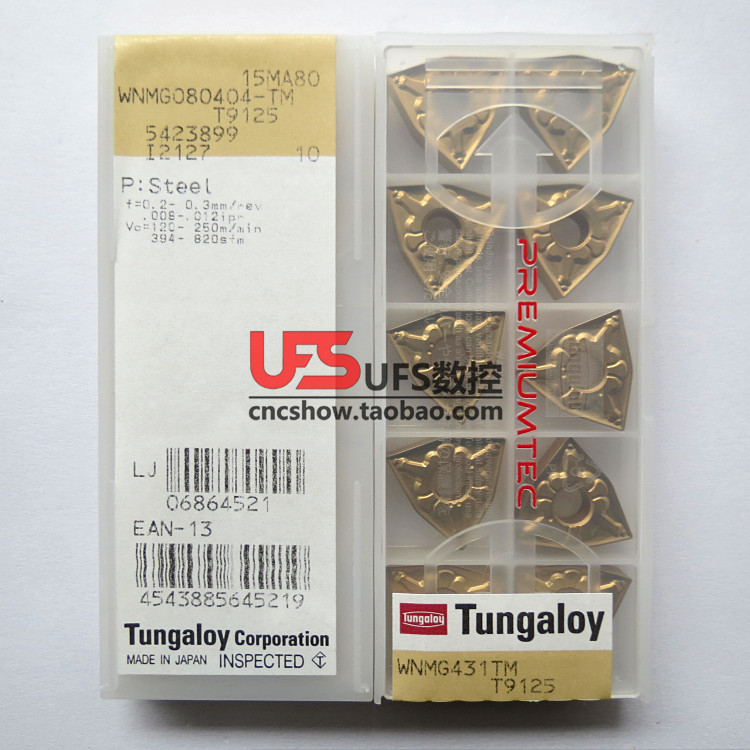 15MA80
WNMG080404-TM
T9125
5423899
I2127 10
P:Steel
f=0.2- 0.3mm/rev
.008-.012ipr
Vc=120- 250m/min
394- 820sfm
LJ
06864521
EAN-13
4543885645219
Tungaloy Corporation
MADE IN JAPAN INSPECTED T
PREMIUMTEC
UFS UFS数控
cncshow.taobao.com
Tungaloy Tungaloy
WNMG431TM
T9125